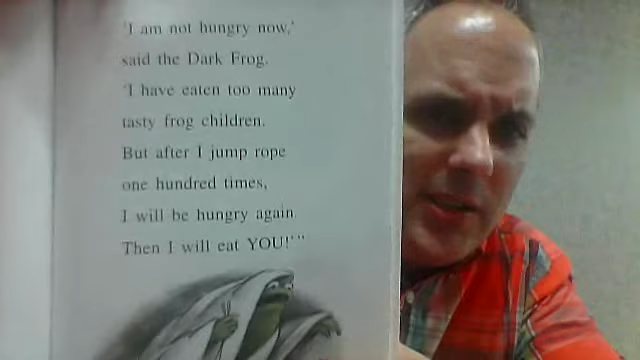 'I am not hungry now,'
said the Dark Frog.
'I have eaten too many
tasty frog children.
But after I jump rope
one hundred times,
I will be hungry again.
Then I will eat YOU!'"